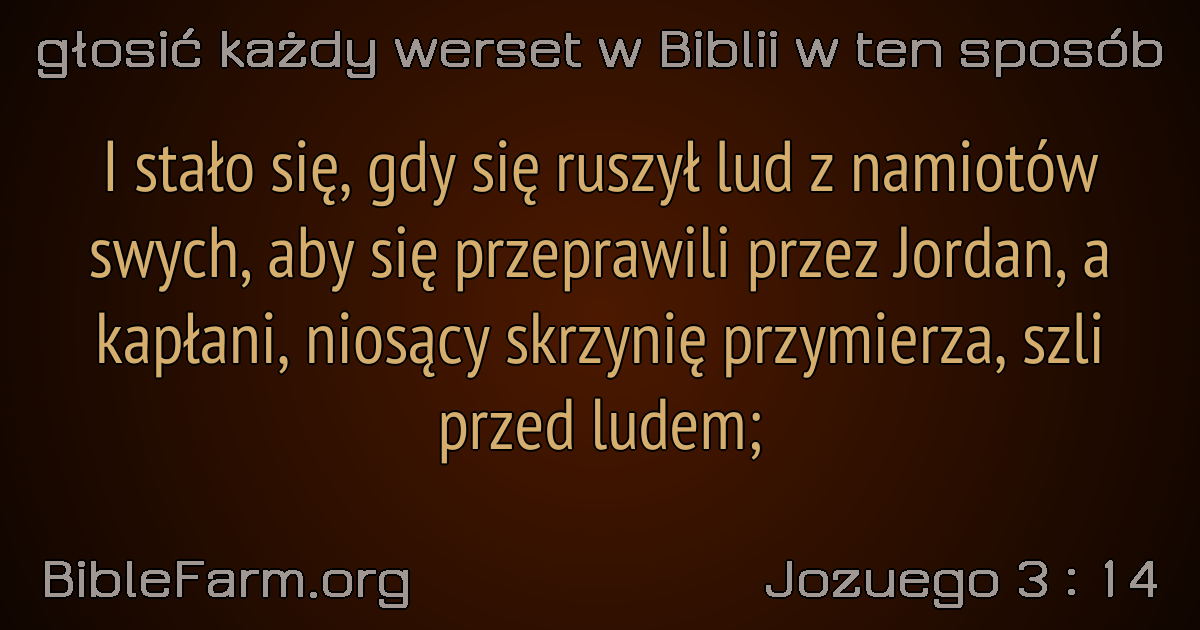 głosić każdy werset w Biblii w ten sposób
I stało się, gdy się ruszył lud z namiotów
swych, aby się przeprawili przez Jordan, a
kapłani, niosący skrzynię przymierza, szli
przed ludem;
BibleFarm.org
Jozuego 3 : 14